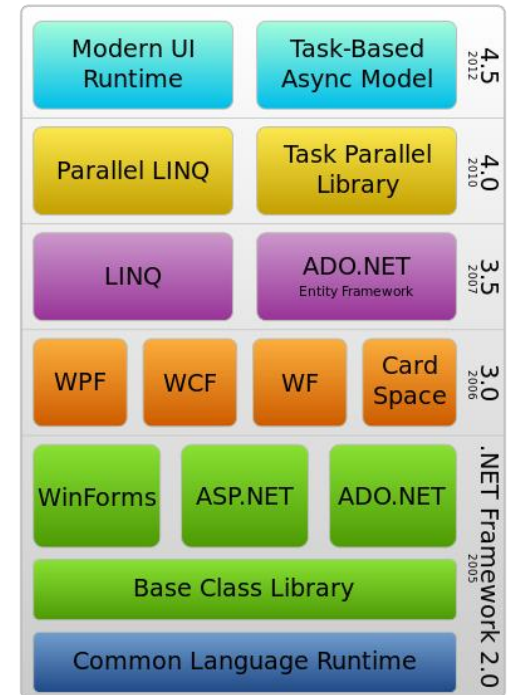 Modern UI
Runtime
Task-Based
Async Model
4.5
2012
Parallel LINQ
Task Parallel
Library
4.0
2010
LINQ
ADO.NET
Entity Framework
3.5
2007
WPF
WCF
WF
Card
Space
3.0
2006
WinForms
ASP.NET
ADO.NET
.NET Framework 2.0
2005
Base Class Library
Common Language Runtime